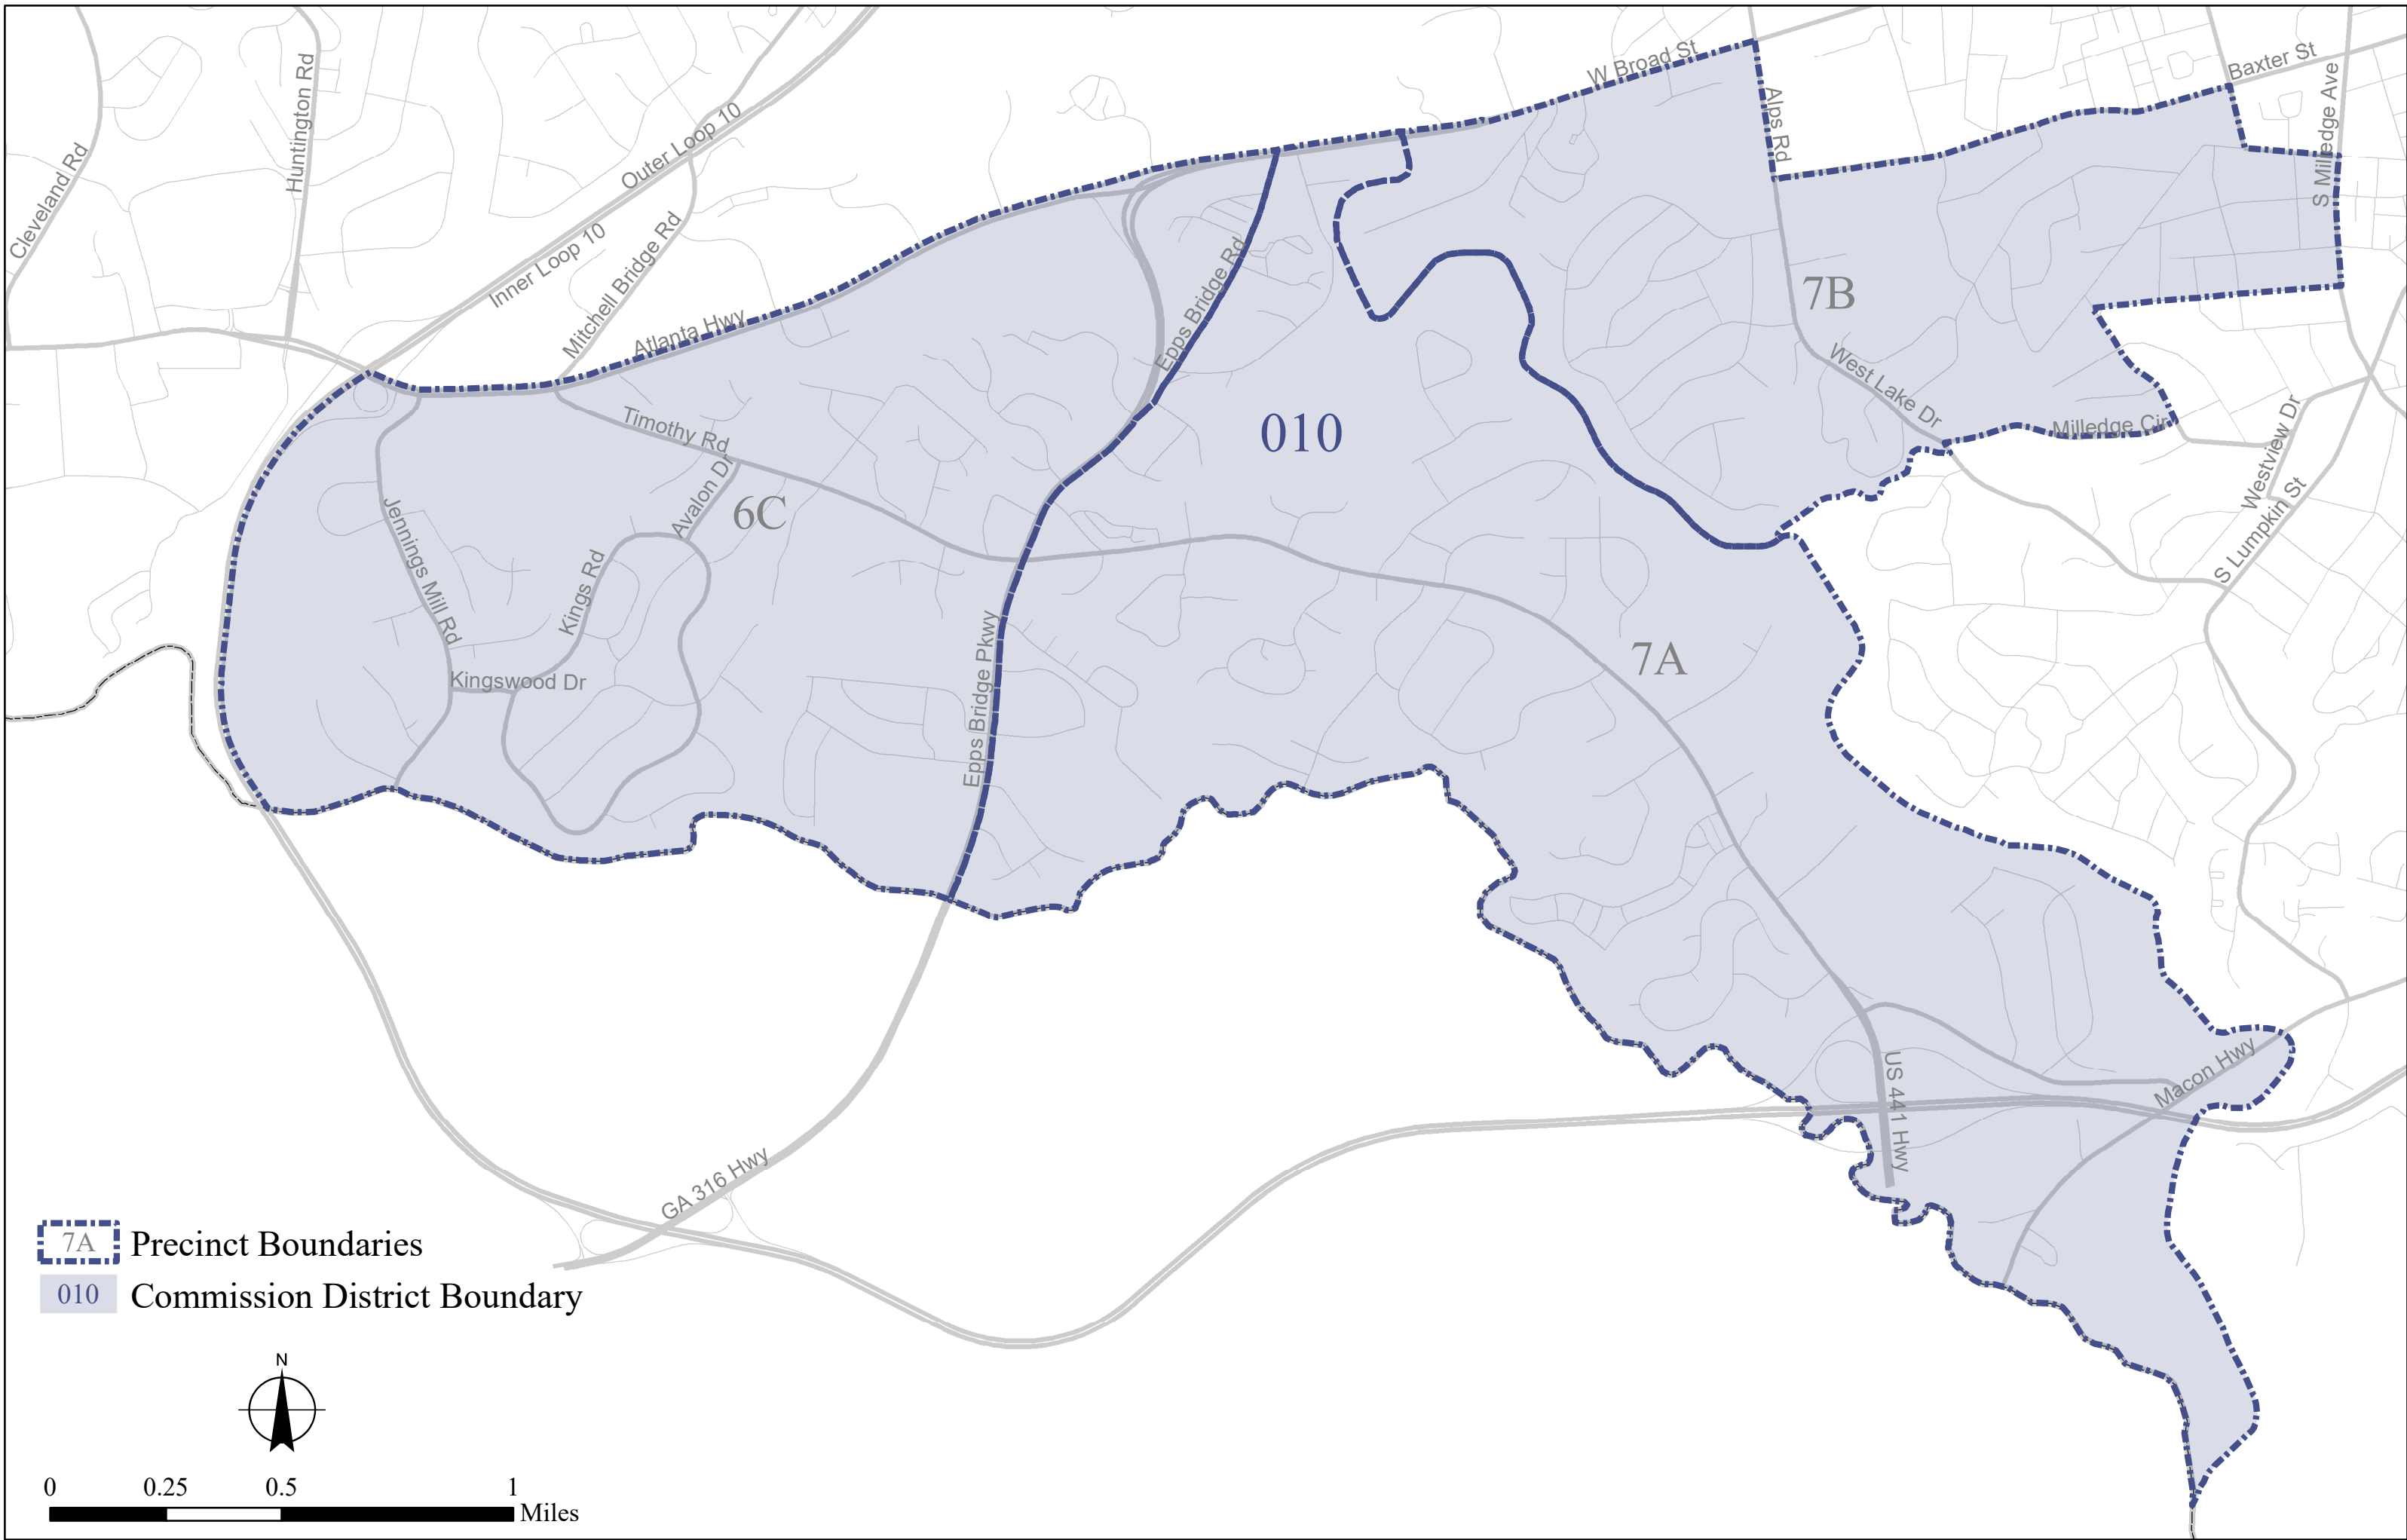 W Broad St
Baxter St
Huntington Rd
Alps Rd
S Milledge Ave
Outer Loop 10
Cleveland Rd
Inner Loop 10
Mitchell Bridge Rd
Epps Bridge Rd
7B
Atlanta Hwy
West Lake Dr
010
Timothy Rd
Milledge Cir
Westview Dr
Avalon Dr
6C
S Lumpkin St
Jennings Mill Rd
Kings Rd
7A
Kingswood Dr
Epps Bridge Pkwy
Macon Hwy
US 441 Hwy
GA 316 Hwy
7A Precinct Boundaries
010 Commission District Boundary
N
0 0.25 0.5 1
Miles